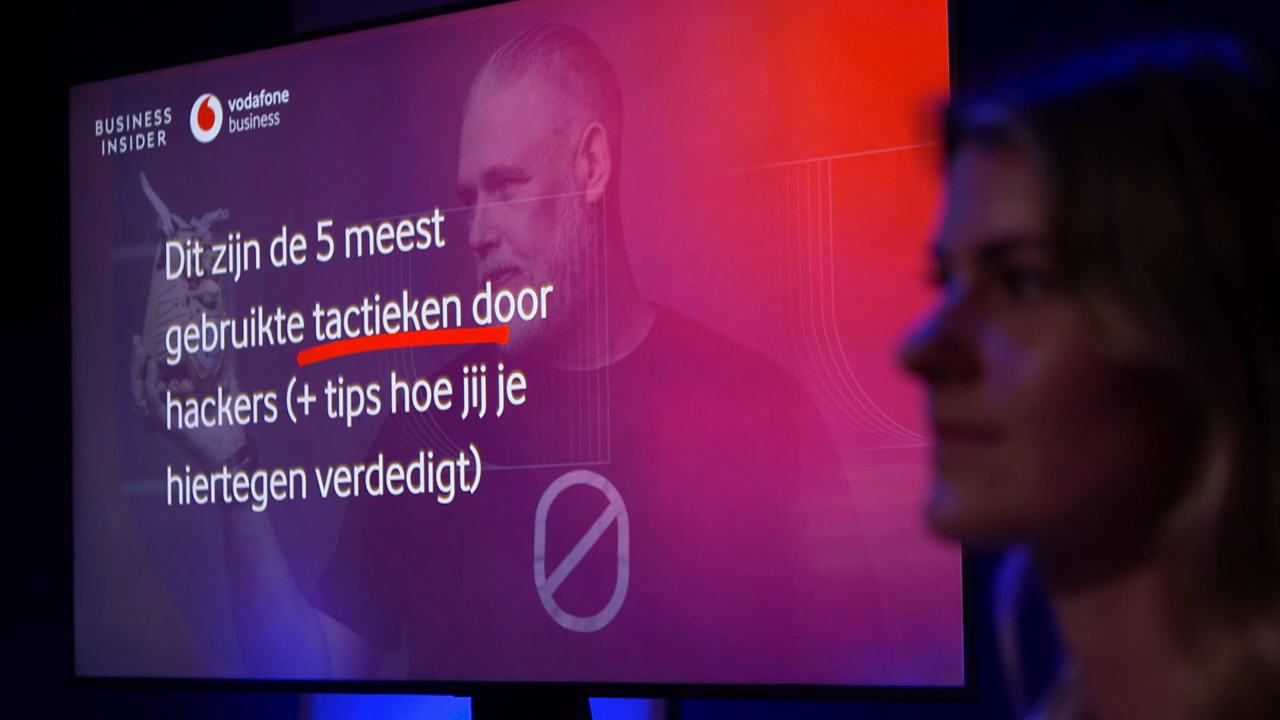 BUSINESS
INSIDER
vodafone
business
Dit zijn de 5 meest
gebruikte tactieken door
hackers (+ tips hoe jij je
hiertegen verdedigt)